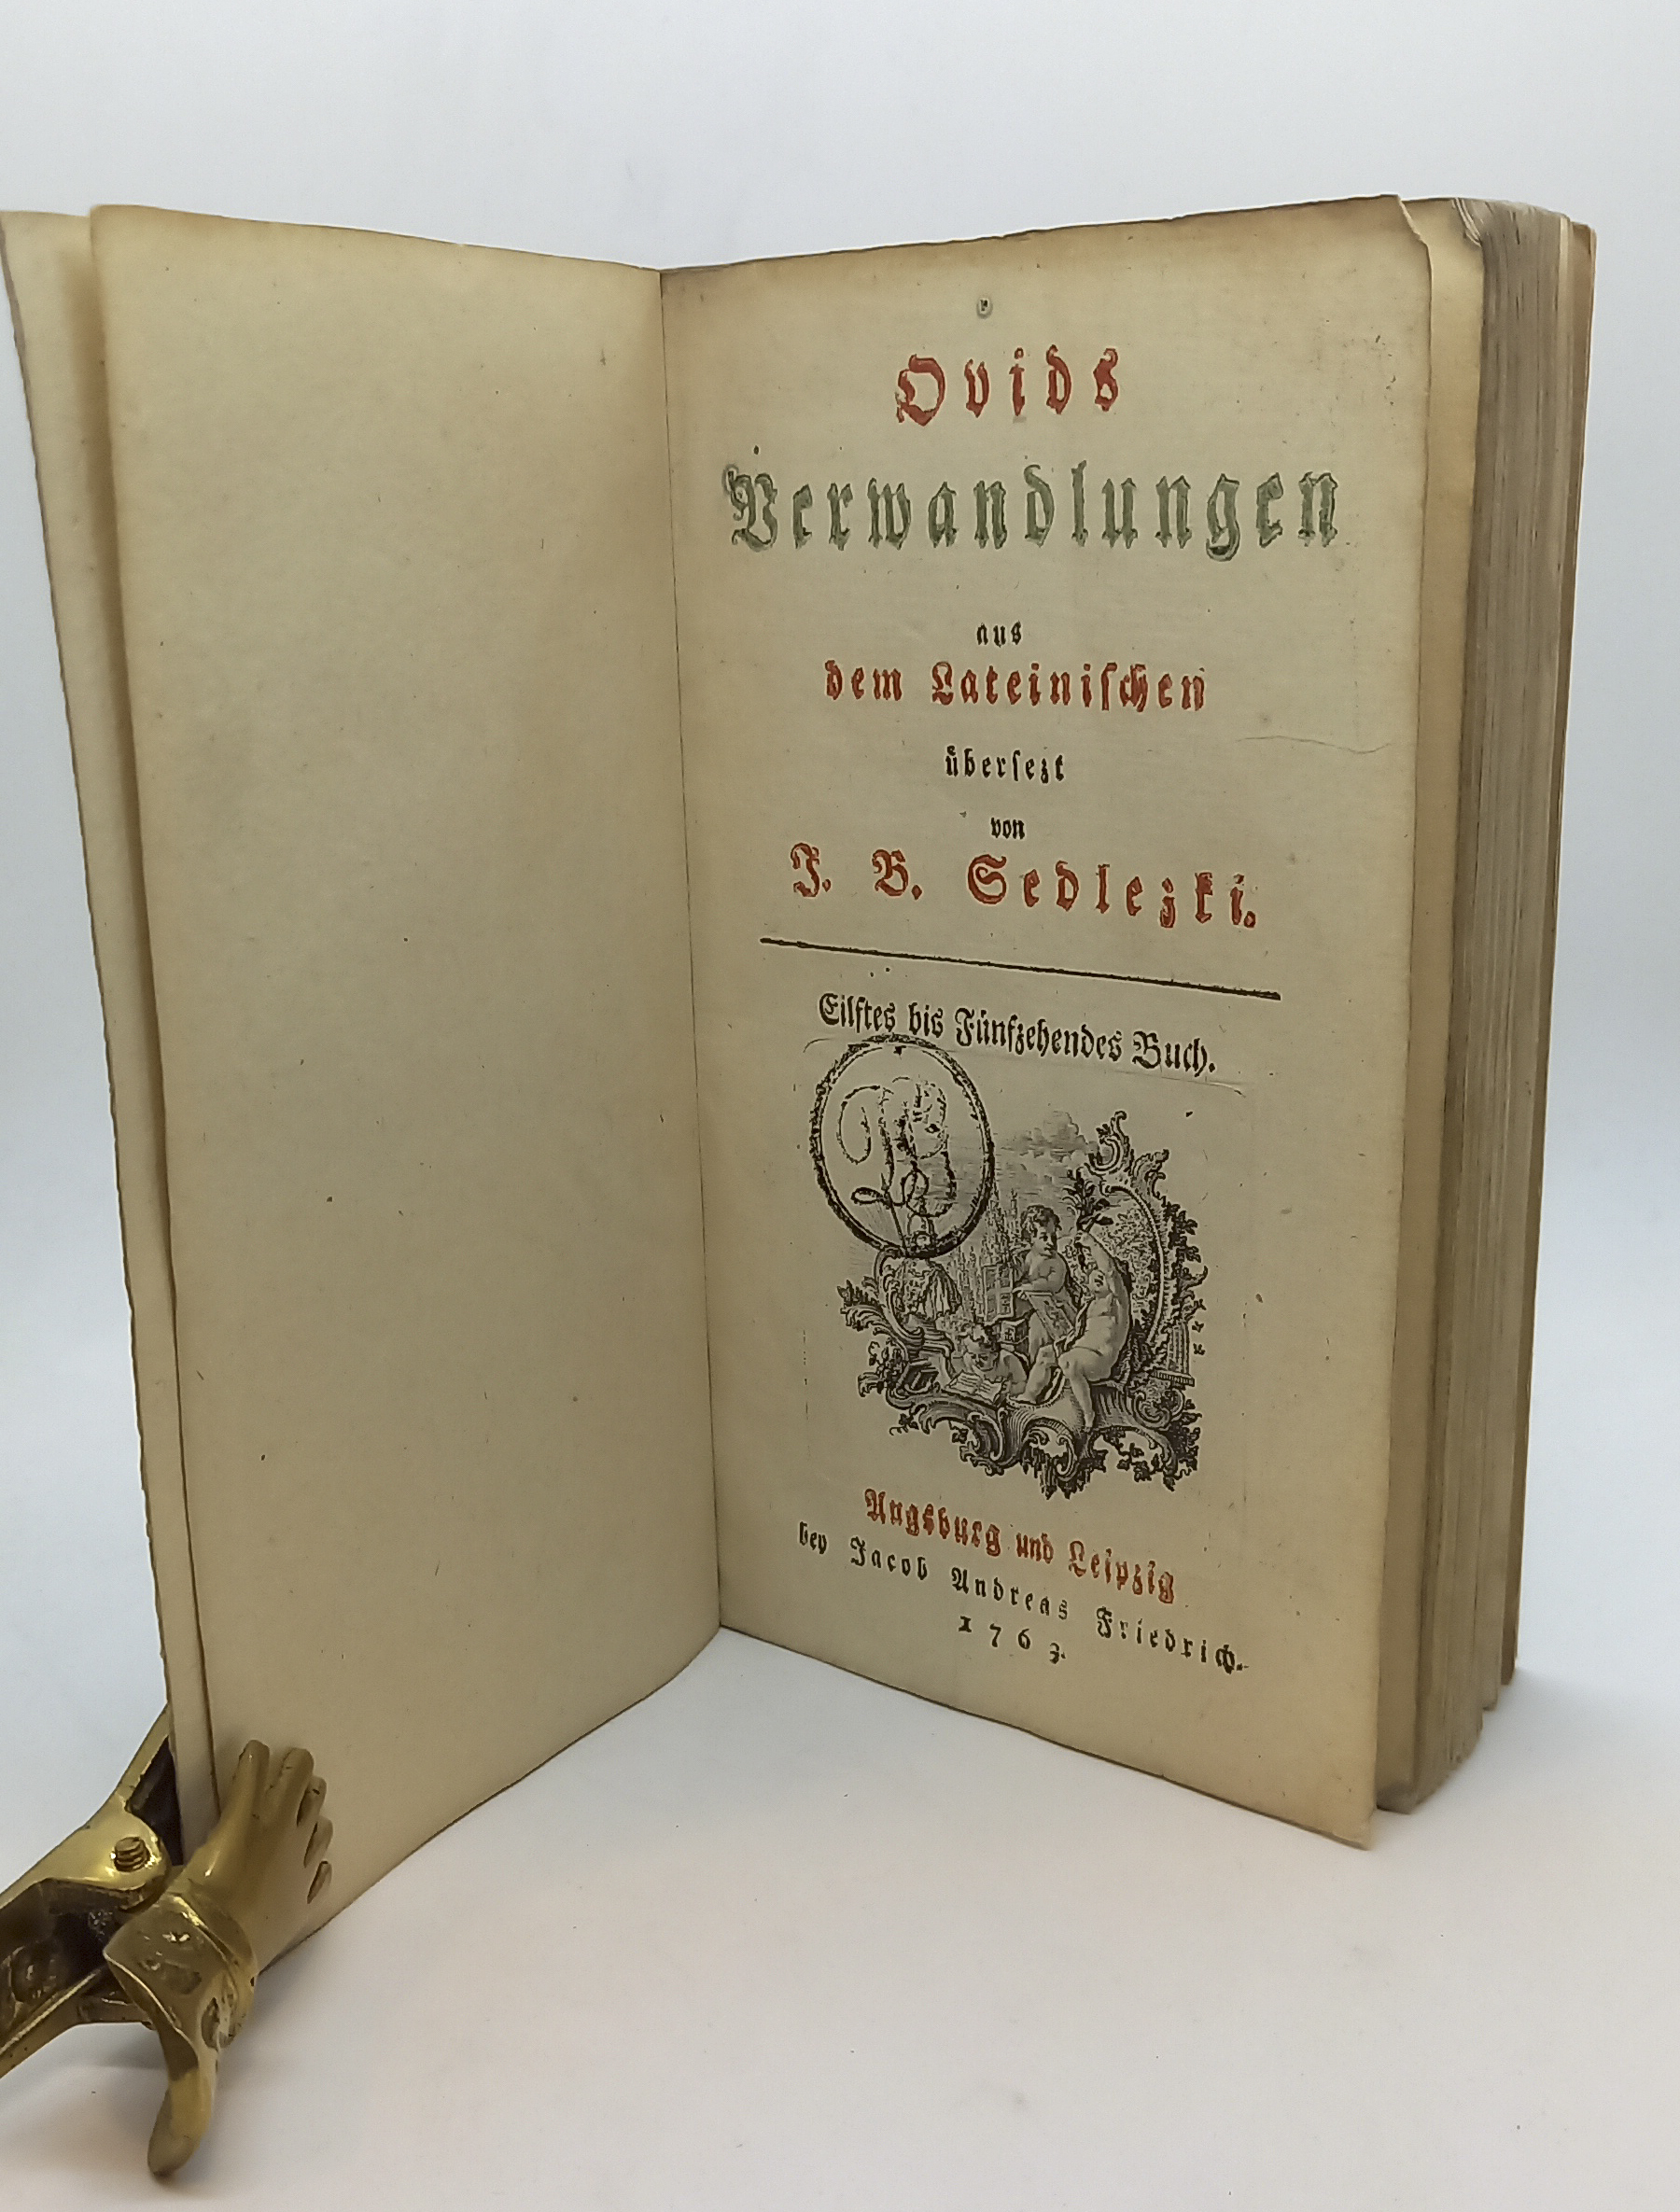 Ovids
Verwandlungen
aus
dem Lateinischen
übersezt
von
J. B. Sedlezki.
Eilftes bis Fünfzehendes Buch.
Augsburg und Leipzig
bey Jacob Andreas Friedrich.
1763.